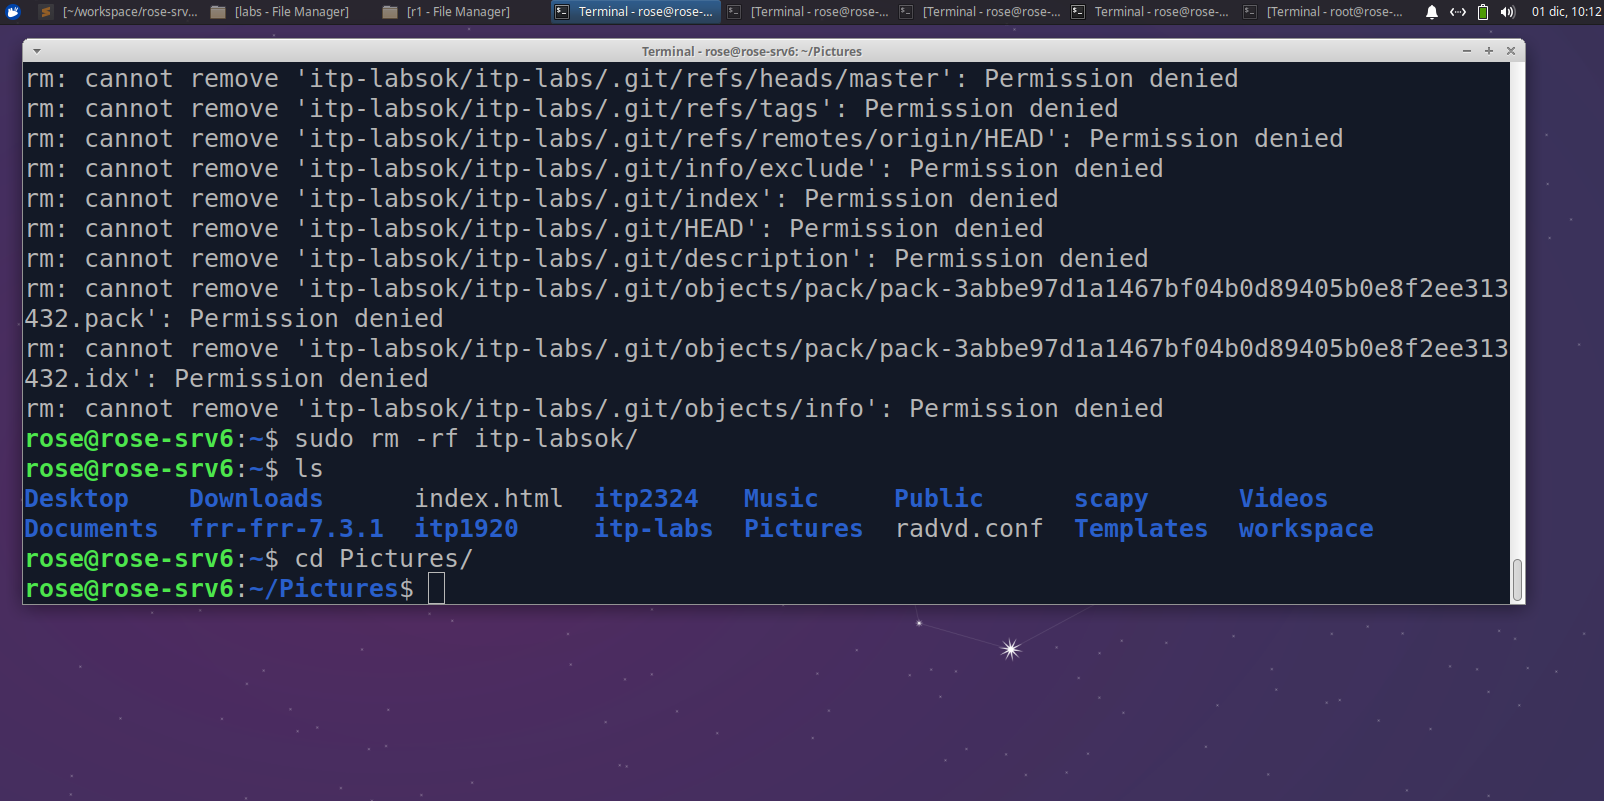 [~/workspace/rose-srv... [labs - File Manager] [r1 - File Manager] Terminal - rose@rose-... [Terminal - rose@rose-... [Terminal - rose@rose-... Terminal - rose@rose-... [Terminal - root@rose-... 01 dic, 10:12
Terminal - rose@rose-srv6: ~/Pictures
rm: cannot remove 'itp-labsok/itp-labs/.git/refs/heads/master': Permission denied
rm: cannot remove 'itp-labsok/itp-labs/.git/refs/tags': Permission denied
rm: cannot remove 'itp-labsok/itp-labs/.git/refs/remotes/origin/HEAD': Permission denied
rm: cannot remove 'itp-labsok/itp-labs/.git/info/exclude': Permission denied
rm: cannot remove 'itp-labsok/itp-labs/.git/index': Permission denied
rm: cannot remove 'itp-labsok/itp-labs/.git/HEAD': Permission denied
rm: cannot remove 'itp-labsok/itp-labs/.git/description': Permission denied
rm: cannot remove 'itp-labsok/itp-labs/.git/objects/pack/pack-3abbe97d1a1467bf04b0d89405b0e8f2ee313
432.pack': Permission denied
rm: cannot remove 'itp-labsok/itp-labs/.git/objects/pack/pack-3abbe97d1a1467bf04b0d89405b0e8f2ee313
432.idx': Permission denied
rm: cannot remove 'itp-labsok/itp-labs/.git/objects/info': Permission denied
rose@rose-srv6:~$ sudo rm -rf itp-labsok/
rose@rose-srv6:~$ ls
Desktop Downloads index.html itp2324 Music Public scapy Videos
Documents frr-frr-7.3.1 itp1920 itp-labs Pictures radvd.conf Templates workspace
rose@rose-srv6:~$ cd Pictures/
rose@rose-srv6:~/Pictures$